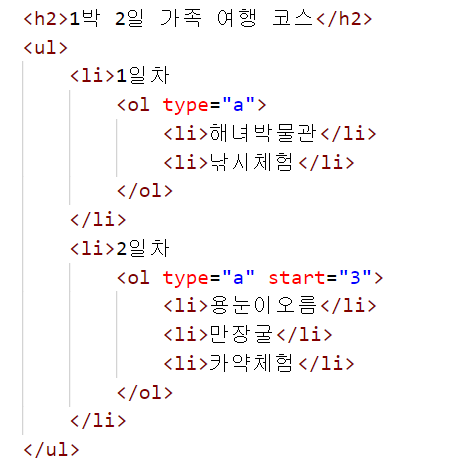 <h2>1박 2일 가족 여행 코스</h2>
<ul>
    <li>1일차
        <ol type="a">
            <li>해녀박물관</li>
            <li>낚시체험</li>
        </ol>
    </li>
    <li>2일차
        <ol type="a" start="3">
            <li>용눈이오름</li>
            <li>만장굴</li>
            <li>카약체험</li>
        </ol>
    </li>
</ul>